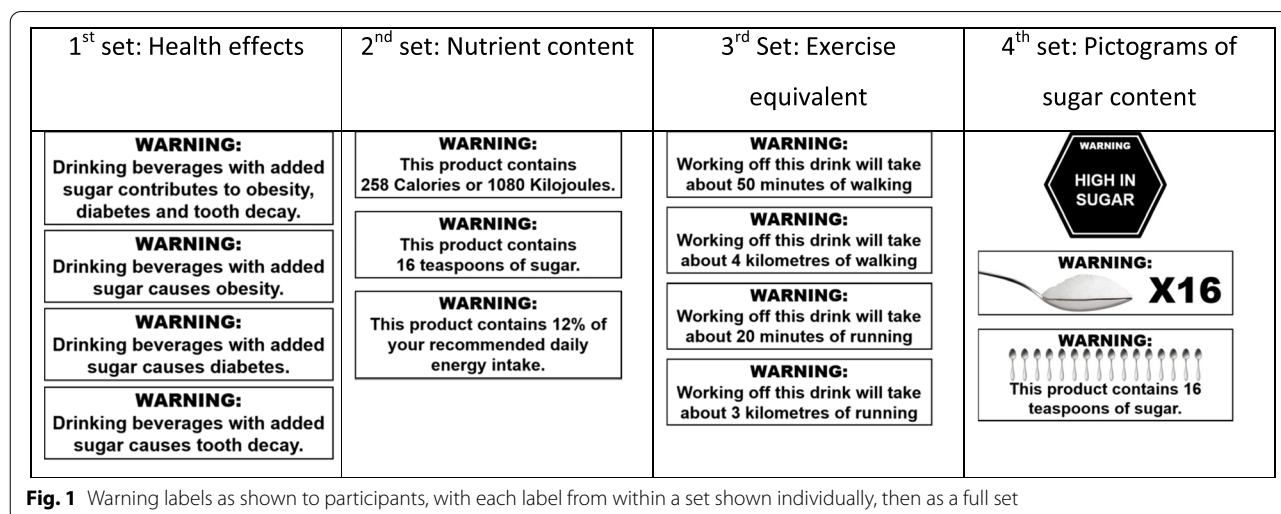 1st set: Health effects
2nd set: Nutrient content
3rd Set: Exercise
equivalent
4th set: Pictograms of
sugar content
WARNING:
Drinking beverages with added
sugar contributes to obesity,
diabetes and tooth decay.
WARNING:
Drinking beverages with added
sugar causes obesity.
WARNING:
Drinking beverages with added
sugar causes diabetes.
WARNING:
Drinking beverages with added
sugar causes tooth decay.
WARNING:
This product contains
258 Calories or 1080 Kilojoules.
WARNING:
This product contains
16 teaspoons of sugar.
WARNING:
This product contains 12% of
your recommended daily
energy intake.
WARNING:
Working off this drink will take
about 50 minutes of walking
WARNING:
Working off this drink will take
about 4 kilometres of walking
WARNING:
Working off this drink will take
about 20 minutes of running
WARNING:
Working off this drink will take
about 3 kilometres of running
WARNING
HIGH IN
SUGAR
WARNING:
X16
WARNING:
This product contains 16
teaspoons of sugar.
Fig. 1 Warning labels as shown to participants, with each label from within a set shown individually, then as a full set